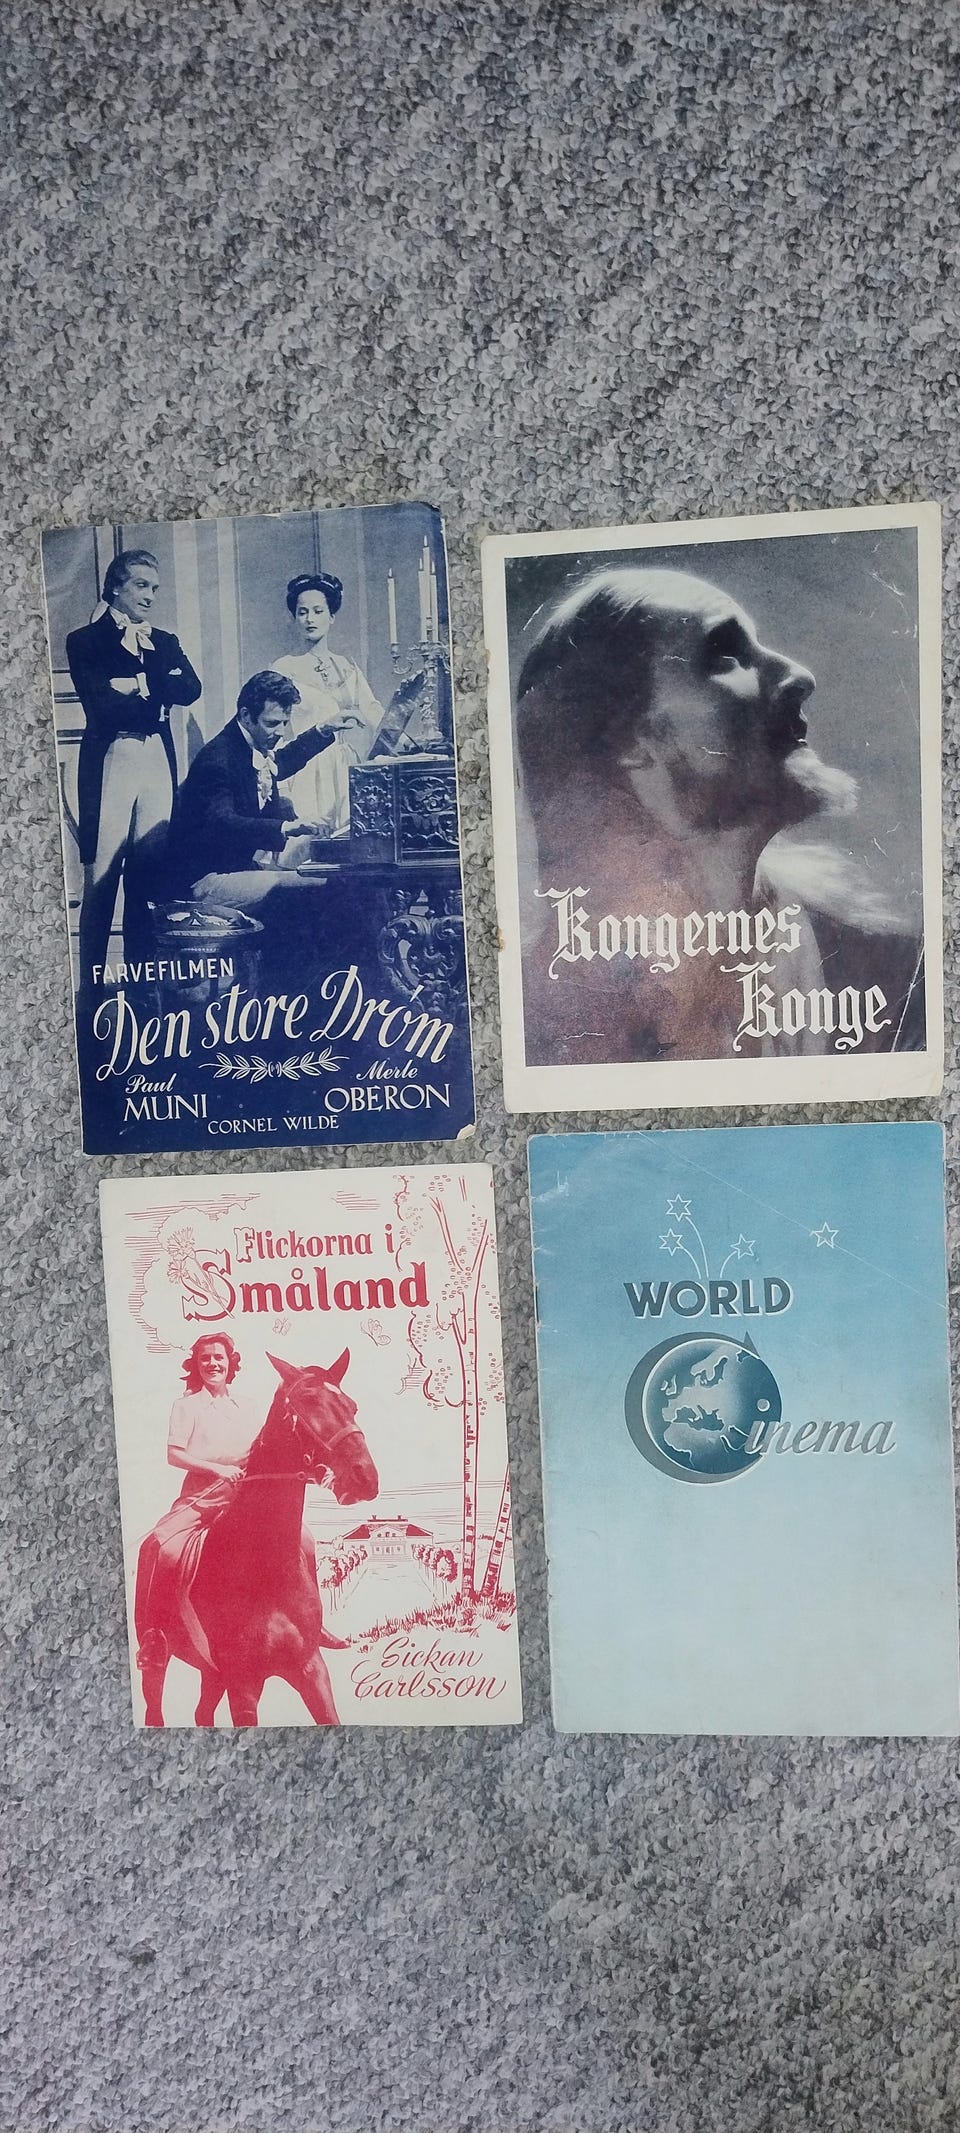 FARVEFILMEN
Den store Drøm
Paul
MUNI
Merle
OBERON
CORNEL WILDE
Kongernes
Konge
Flickorna i
Småland
Sickan
Carlsson
WORLD
Cinema